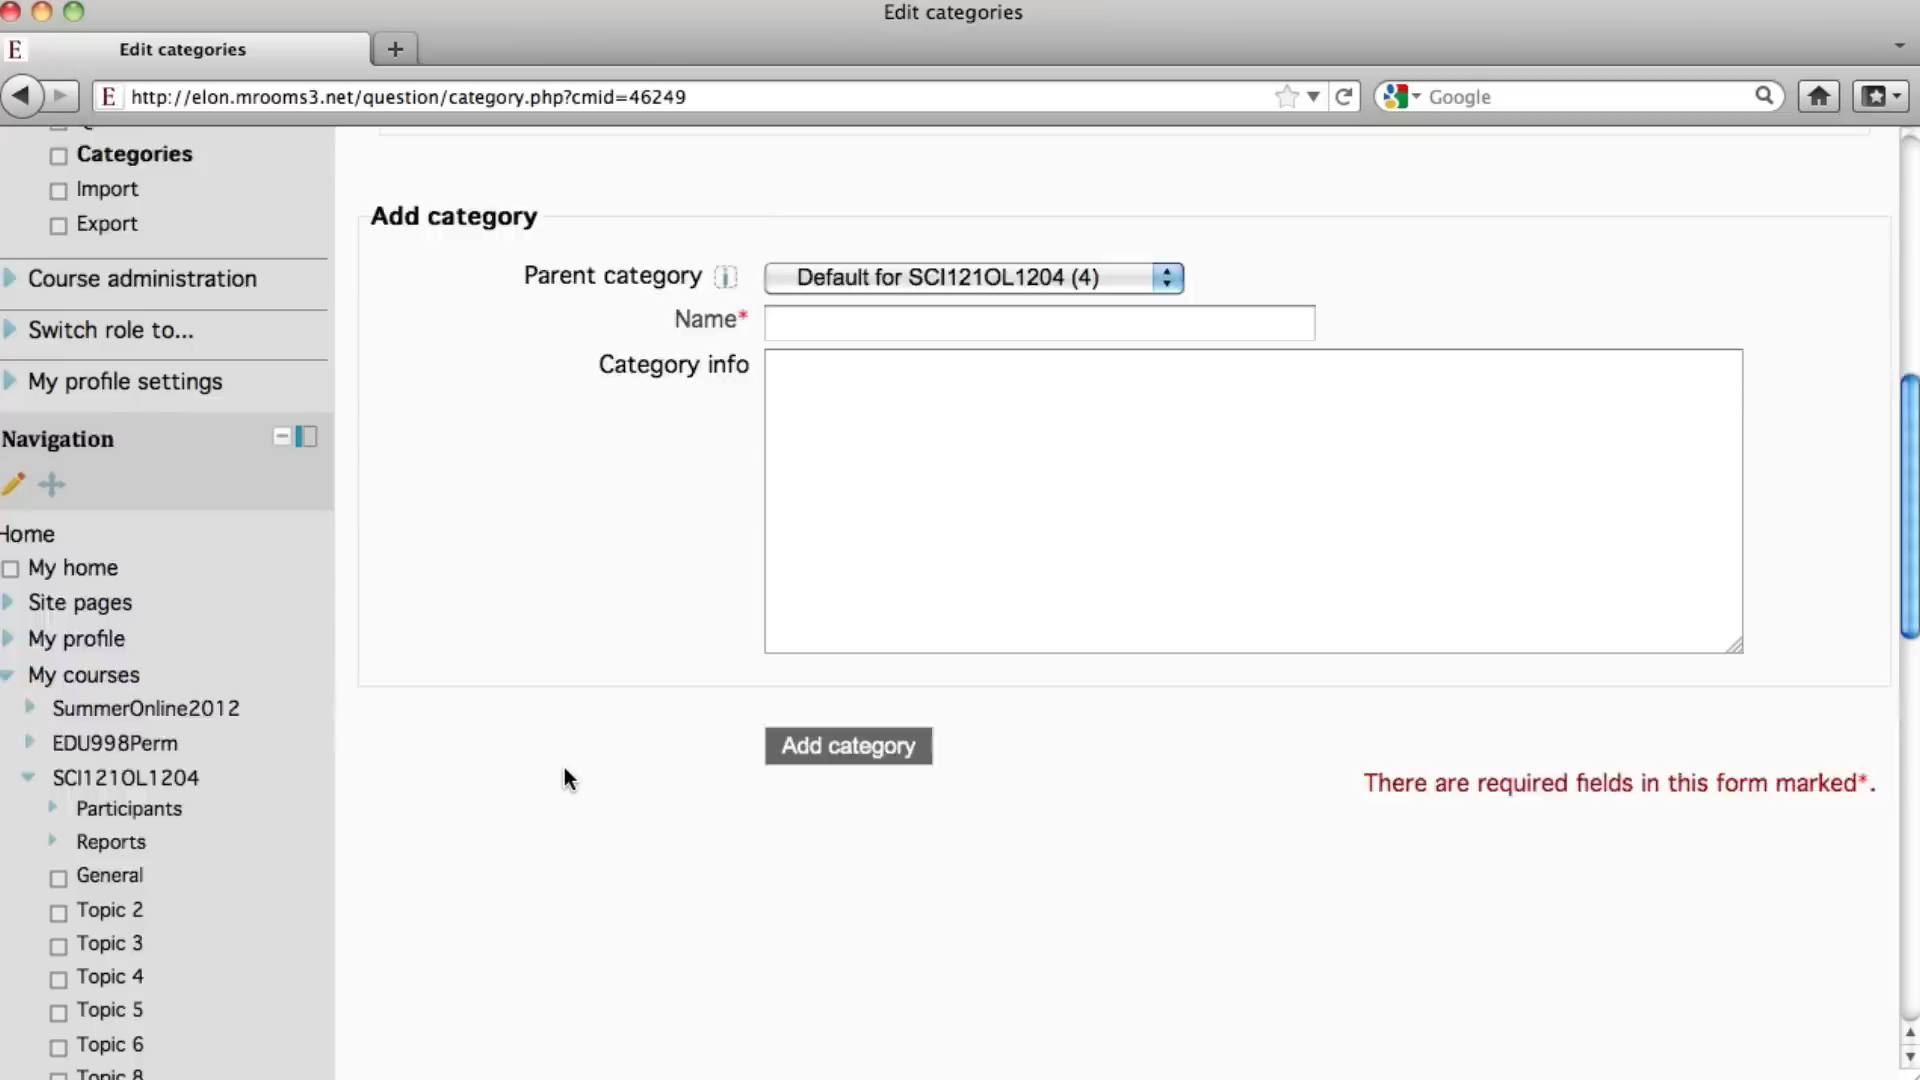 Edit categories
E Edit categories +
E http://elon.mrooms3.net/question/category.php?cmid=46249 Google
Categories
Import
Export
Course administration
Switch role to...
My profile settings
Navigation
Home
My home
Site pages
My profile
My courses
SummerOnline2012
EDU998Perm
SCI121OL1204
Participants
Reports
General
Topic 2
Topic 3
Topic 4
Topic 5
Topic 6
Topic 8
Add category
Parent category i Default for SCI121OL1204 (4)
Name*
Category info
Add category
There are required fields in this form marked*.